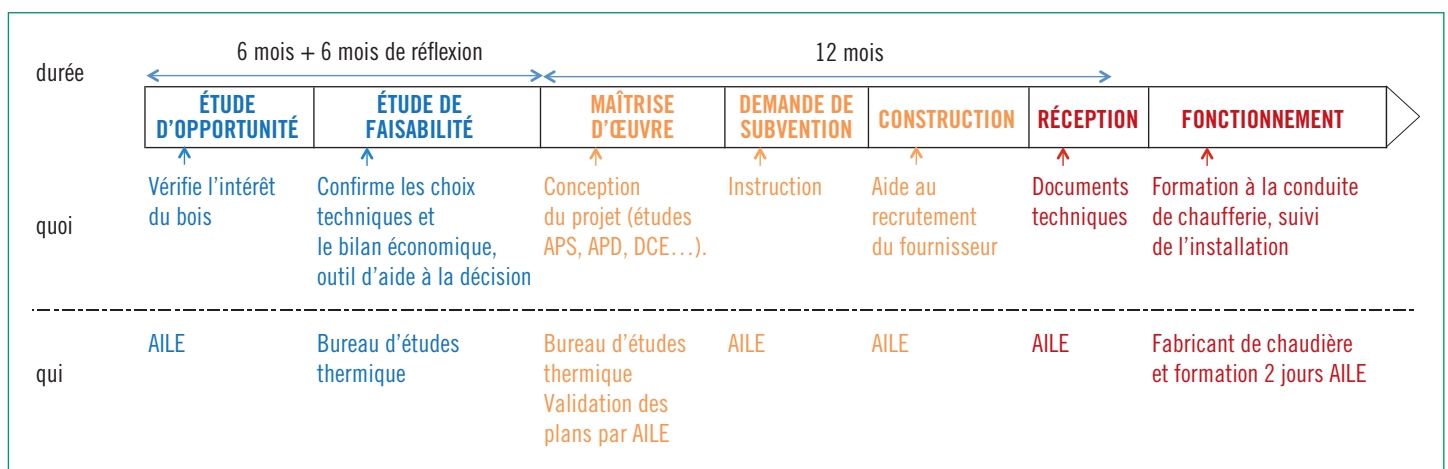 durée
6 mois + 6 mois de réflexion
12 mois
ÉTUDE
D'OPPORTUNITÉ
ÉTUDE DE
FAISABILITÉ
MAÎTRISE
D'ŒUVRE
DEMANDE DE
SUBVENTION
CONSTRUCTION
RÉCEPTION
FONCTIONNEMENT
quoi
Vérifie l'intérêt
du bois
Confirme les choix
techniques et
le bilan économique,
outil d'aide à la décision
Conception
du projet (études
APS, APD, DCE…).
Instruction
Aide au
recrutement
du fournisseur
Documents
techniques
Formation à la conduite
de chaufferie, suivi
de l'installation
qui
AILE
Bureau d'études
thermique
Bureau d'études
thermique
Validation des
plans par AILE
AILE
AILE
AILE
Fabricant de chaudière
et formation 2 jours AILE